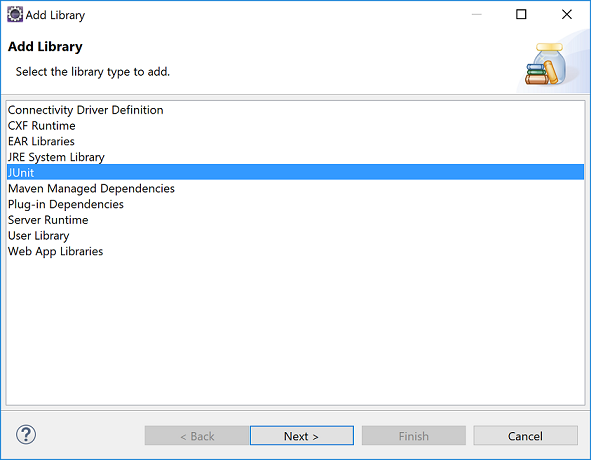 Add Library
Add Library
Select the library type to add.
Connectivity Driver Definition
CXF Runtime
EAR Libraries
JRE System Library
JUnit
Maven Managed Dependencies
Plug-in Dependencies
Server Runtime
User Library
Web App Libraries
? < Back Next > Finish Cancel